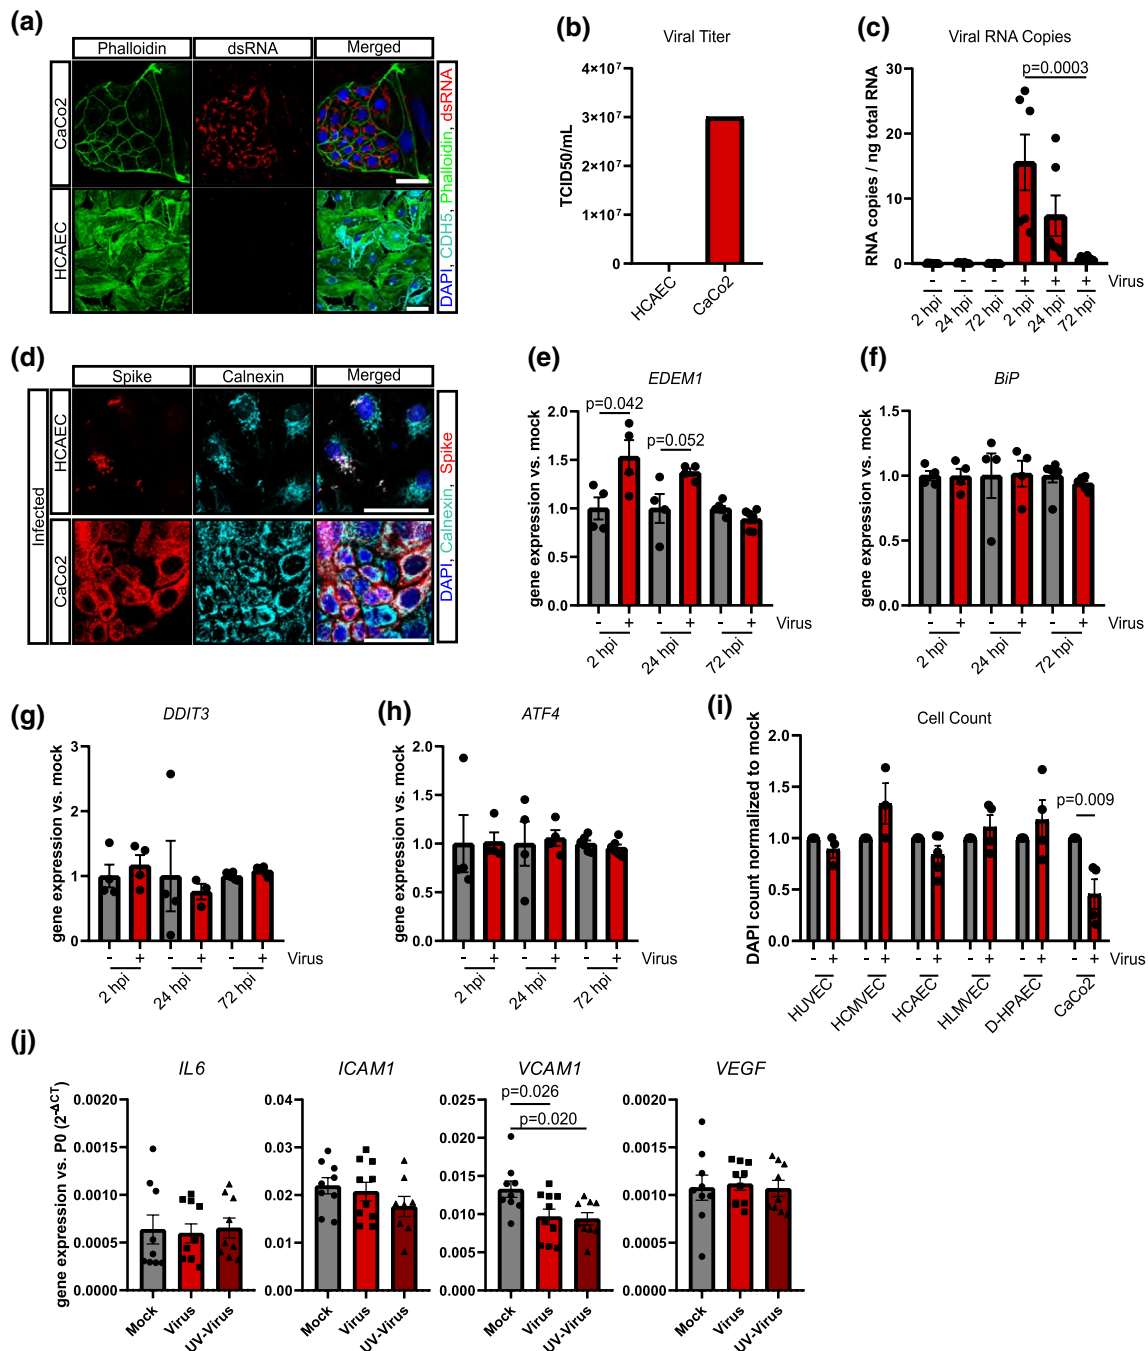 (a)
Phalloidin dsRNA Merged
CaCo2
HCAEC
DAPI, CDH5, Phalloidin, dsRNA
(b)
Viral Titer
TCID50/mL
4×10⁷
3×10⁷
2×10⁷
1×10⁷
0
HCAEC CaCo2
(c)
Viral RNA Copies
p=0.0003
RNA copies / ng total RNA
30
20
10
0
- - - + + + Virus
2 hpi 24 hpi 72 hpi 2 hpi 24 hpi 72 hpi
(d)
Spike Calnexin Merged
Infected
HCAEC
CaCo2
DAPI, Calnexin, Spike
(e)
EDEM1
p=0.042
p=0.052
gene expression vs. mock
2.0
1.5
1.0
0.5
0.0
- + - + - + Virus
2 hpi 24 hpi 72 hpi
(f)
BiP
gene expression vs. mock
1.5
1.0
0.5
0.0
- + - + - + Virus
2 hpi 24 hpi 72 hpi
(g)
DDIT3
gene expression vs. mock
3
2
1
0
- + - + - + Virus
2 hpi 24 hpi 72 hpi
(h)
ATF4
gene expression vs. mock
2.0
1.5
1.0
0.5
0.0
- + - + - + Virus
2 hpi 24 hpi 72 hpi
(i)
Cell Count
p=0.009
DAPI count normalized to mock
2.0
1.5
1.0
0.5
0.0
- + - + - + - + - + - + Virus
HUVEC HCMVEC HCAEC HLMVEC D-HPAEC CaCo2
(j)
gene expression vs. P0 (2^-ΔCT)
IL6
0.0020
0.0015
0.0010
0.0005
0.0000
Mock Virus UV-Virus
ICAM1
0.04
0.03
0.02
0.01
0.00
Mock Virus UV-Virus
VCAM1
p=0.026
p=0.020
0.025
0.020
0.015
0.010
0.005
0.000
Mock Virus UV-Virus
VEGF
0.0020
0.0015
0.0010
0.0005
0.0000
Mock Virus UV-Virus